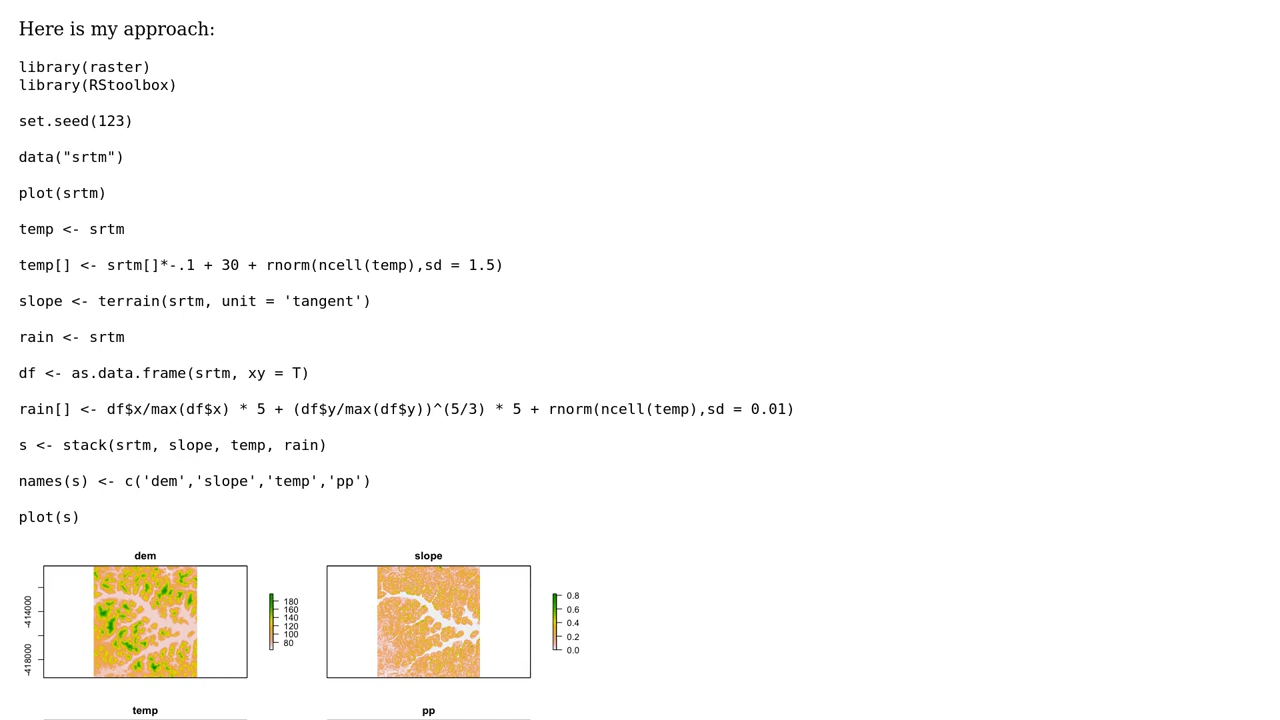 Here is my approach:
library(raster)
library(RStoolbox)
set.seed(123)
data("srtm")
plot(srtm)
temp <- srtm
temp[] <- srtm[]*-.1 + 30 + rnorm(ncell(temp),sd = 1.5)
slope <- terrain(srtm, unit = 'tangent')
rain <- srtm
df <- as.data.frame(srtm, xy = T)
rain[] <- df$x/max(df$x) * 5 + (df$y/max(df$y))^(5/3) * 5 + rnorm(ncell(temp),sd = 0.01)
s <- stack(srtm, slope, temp, rain)
names(s) <- c('dem','slope','temp','pp')
plot(s)
dem
-414000
-418000
180
160
140
120
100
80
slope
0.8
0.6
0.4
0.2
0.0
temp
pp